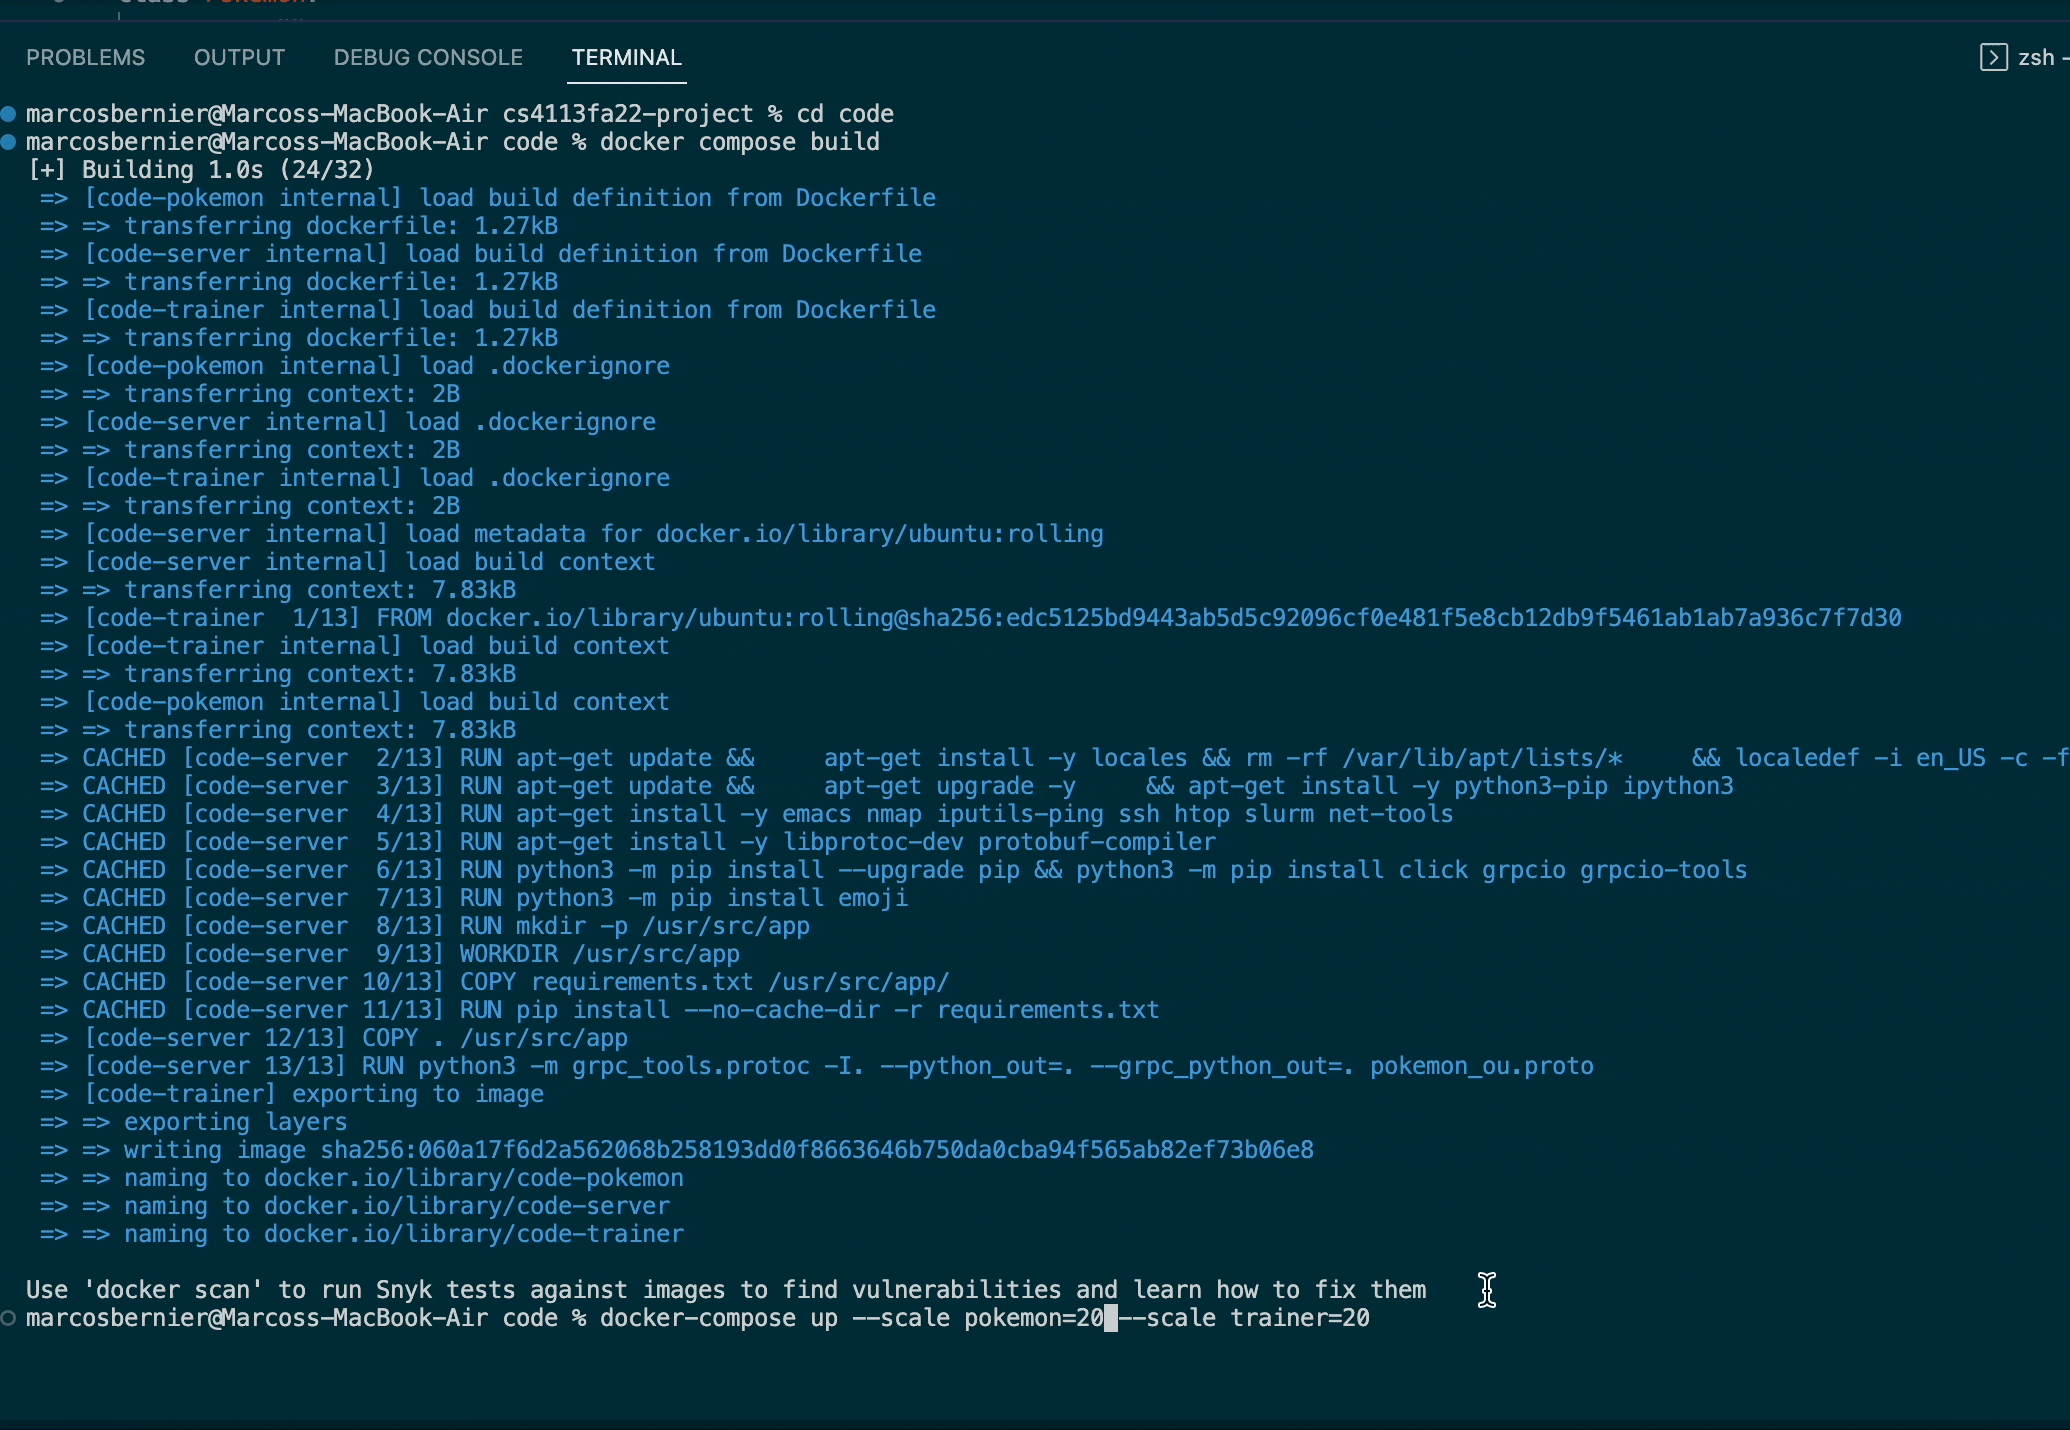 PROBLEMS OUTPUT DEBUG CONSOLE TERMINAL zsh -
marcosbernier@Marcoss-MacBook-Air cs4113fa22-project % cd code
marcosbernier@Marcoss-MacBook-Air code % docker compose build
[+] Building 1.0s (24/32)
=> [code-pokemon internal] load build definition from Dockerfile
=> => transferring dockerfile: 1.27kB
=> [code-server internal] load build definition from Dockerfile
=> => transferring dockerfile: 1.27kB
=> [code-trainer internal] load build definition from Dockerfile
=> => transferring dockerfile: 1.27kB
=> [code-pokemon internal] load .dockerignore
=> => transferring context: 2B
=> [code-server internal] load .dockerignore
=> => transferring context: 2B
=> [code-trainer internal] load .dockerignore
=> => transferring context: 2B
=> [code-server internal] load metadata for docker.io/library/ubuntu:rolling
=> [code-server internal] load build context
=> => transferring context: 7.83kB
=> [code-trainer  1/13] FROM docker.io/library/ubuntu:rolling@sha256:edc5125bd9443ab5d5c92096cf0e481f5e8cb12db9f5461ab1ab7a936c7f7d30
=> [code-trainer internal] load build context
=> => transferring context: 7.83kB
=> [code-pokemon internal] load build context
=> => transferring context: 7.83kB
=> CACHED [code-server  2/13] RUN apt-get update &&     apt-get install -y locales && rm -rf /var/lib/apt/lists/*     && localedef -i en_US -c -f
=> CACHED [code-server  3/13] RUN apt-get update &&     apt-get upgrade -y     && apt-get install -y python3-pip ipython3
=> CACHED [code-server  4/13] RUN apt-get install -y emacs nmap iputils-ping ssh htop slurm net-tools
=> CACHED [code-server  5/13] RUN apt-get install -y libprotoc-dev protobuf-compiler
=> CACHED [code-server  6/13] RUN python3 -m pip install --upgrade pip && python3 -m pip install click grpcio grpcio-tools
=> CACHED [code-server  7/13] RUN python3 -m pip install emoji
=> CACHED [code-server  8/13] RUN mkdir -p /usr/src/app
=> CACHED [code-server  9/13] WORKDIR /usr/src/app
=> CACHED [code-server 10/13] COPY requirements.txt /usr/src/app/
=> CACHED [code-server 11/13] RUN pip install --no-cache-dir -r requirements.txt
=> [code-server 12/13] COPY . /usr/src/app
=> [code-server 13/13] RUN python3 -m grpc_tools.protoc -I. --python_out=. --grpc_python_out=. pokemon_ou.proto
=> [code-trainer] exporting to image
=> => exporting layers
=> => writing image sha256:060a17f6d2a562068b258193dd0f8663646b750da0cba94f565ab82ef73b06e8
=> => naming to docker.io/library/code-pokemon
=> => naming to docker.io/library/code-server
=> => naming to docker.io/library/code-trainer
Use 'docker scan' to run Snyk tests against images to find vulnerabilities and learn how to fix them
marcosbernier@Marcoss-MacBook-Air code % docker-compose up --scale pokemon=20 --scale trainer=20